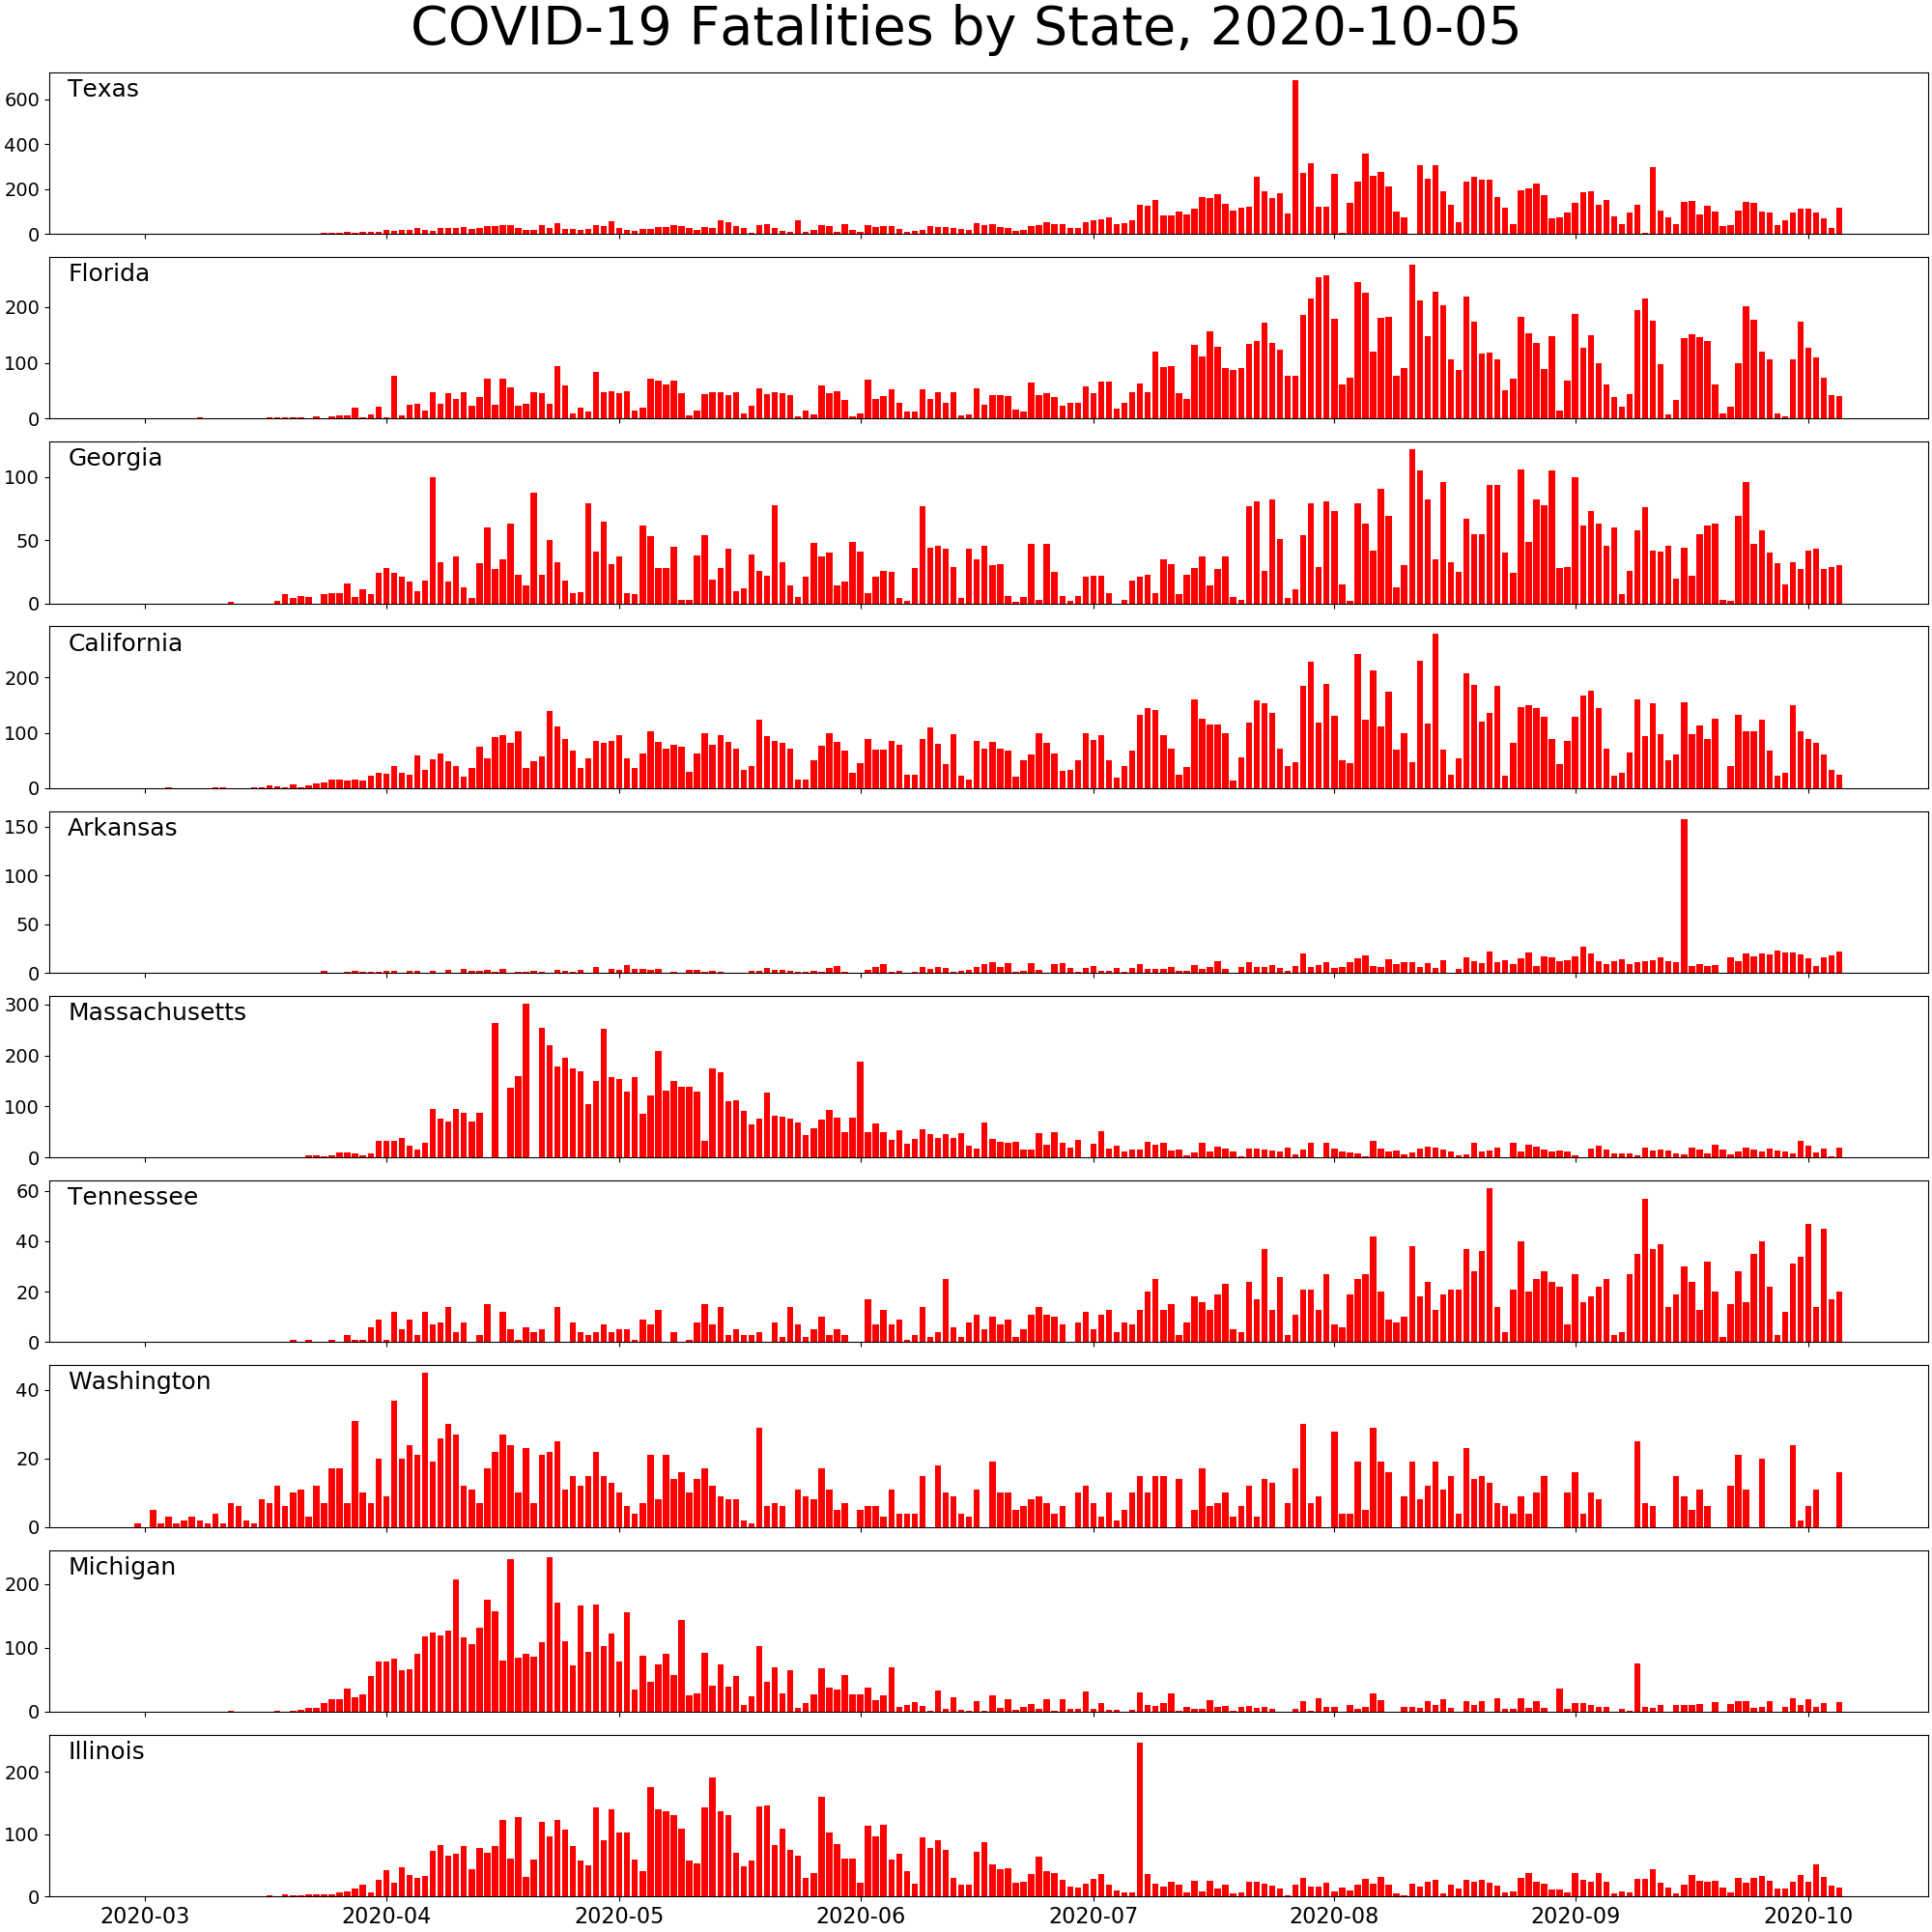 COVID-19 Fatalities by State, 2020-10-05
Texas
600
400
200
0
Florida
200
100
0
Georgia
100
50
0
California
200
100
0
Arkansas
150
100
50
0
Massachusetts
300
200
100
0
Tennessee
60
40
20
0
Washington
40
20
0
Michigan
200
100
0
Illinois
200
100
0
2020-03 2020-04 2020-05 2020-06 2020-07 2020-08 2020-09 2020-10